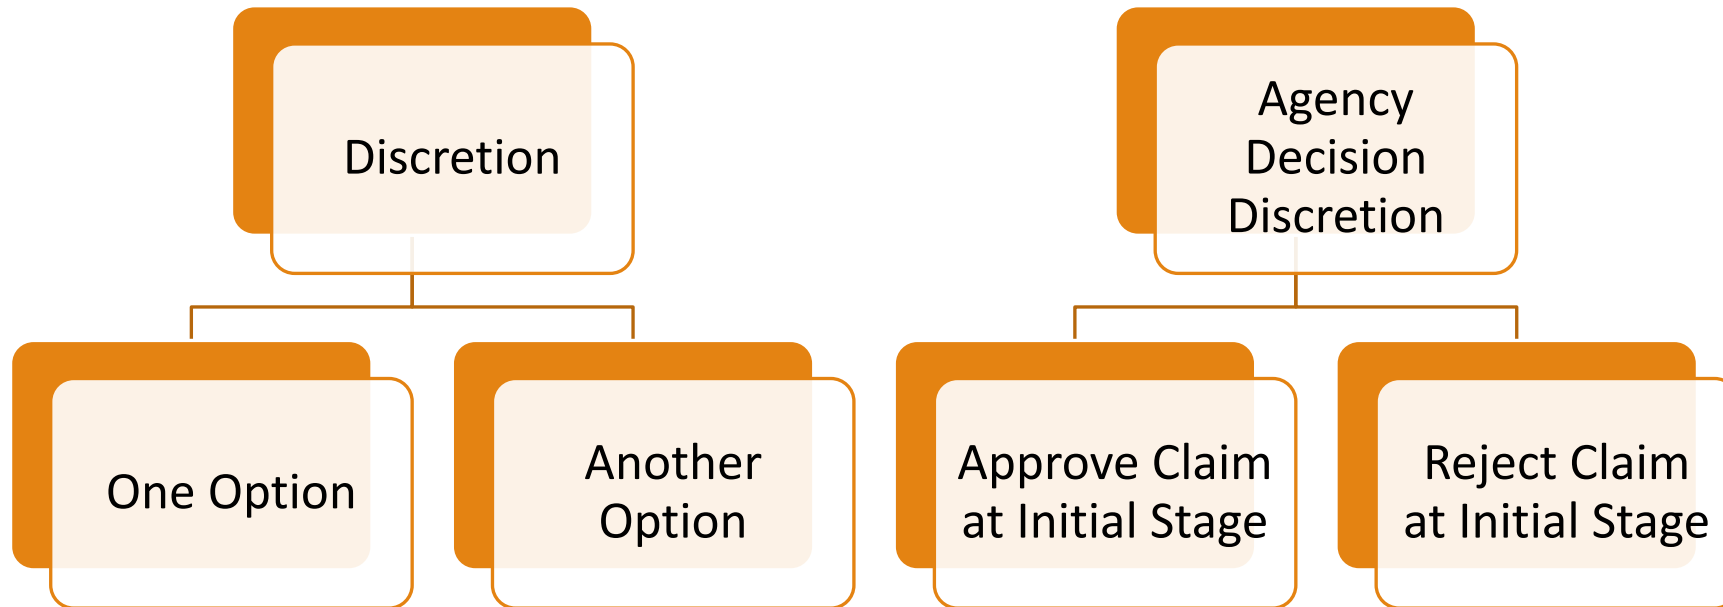 Discretion
Agency
Decision
Discretion
One Option
Another
Option
Approve Claim
at Initial Stage
Reject Claim
at Initial Stage